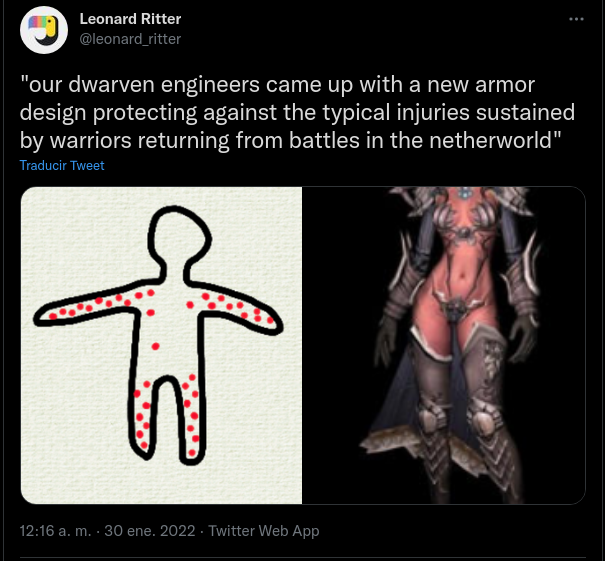 Leonard Ritter
@leonard_ritter
"our dwarven engineers came up with a new armor
design protecting against the typical injuries sustained
by warriors returning from battles in the netherworld"
Traducir Tweet
12:16 a. m. · 30 ene. 2022 · Twitter Web App